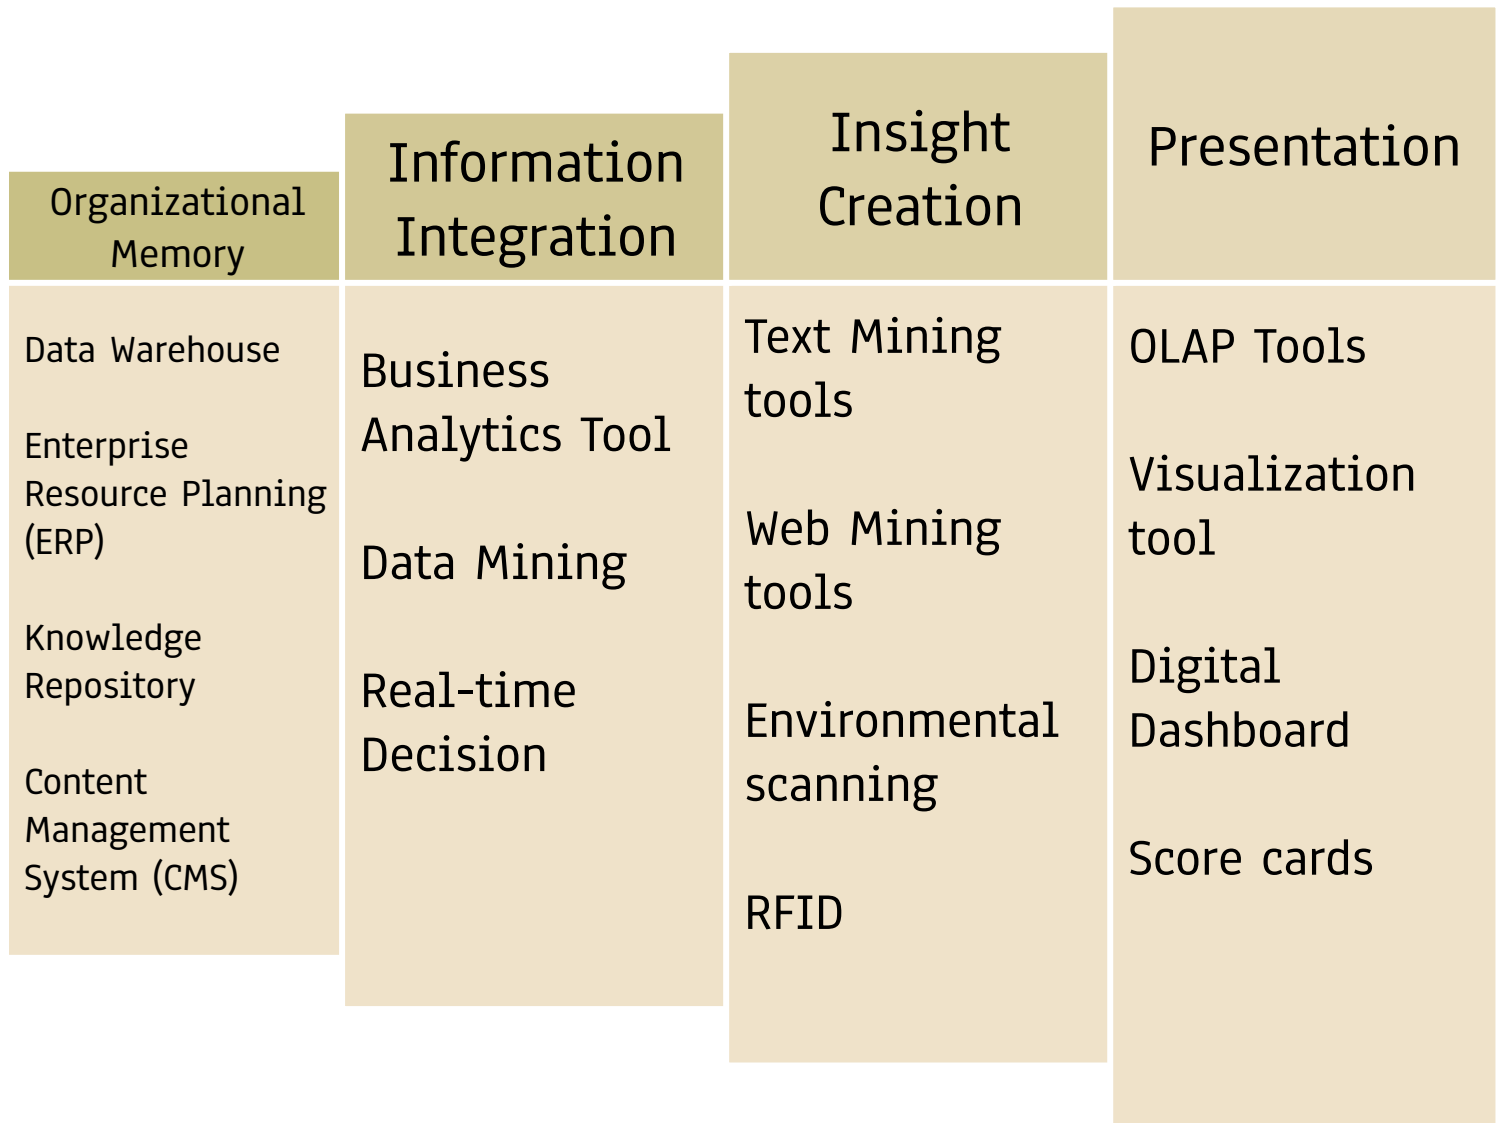 Organizational
Memory
Data Warehouse
Enterprise
Resource Planning
(ERP)
Knowledge
Repository
Content
Management
System (CMS)
Information
Integration
Business
Analytics Tool
Data Mining
Real-time
Decision
Insight
Creation
Text Mining
tools
Web Mining
tools
Environmental
scanning
RFID
Presentation
OLAP Tools
Visualization
tool
Digital
Dashboard
Score cards